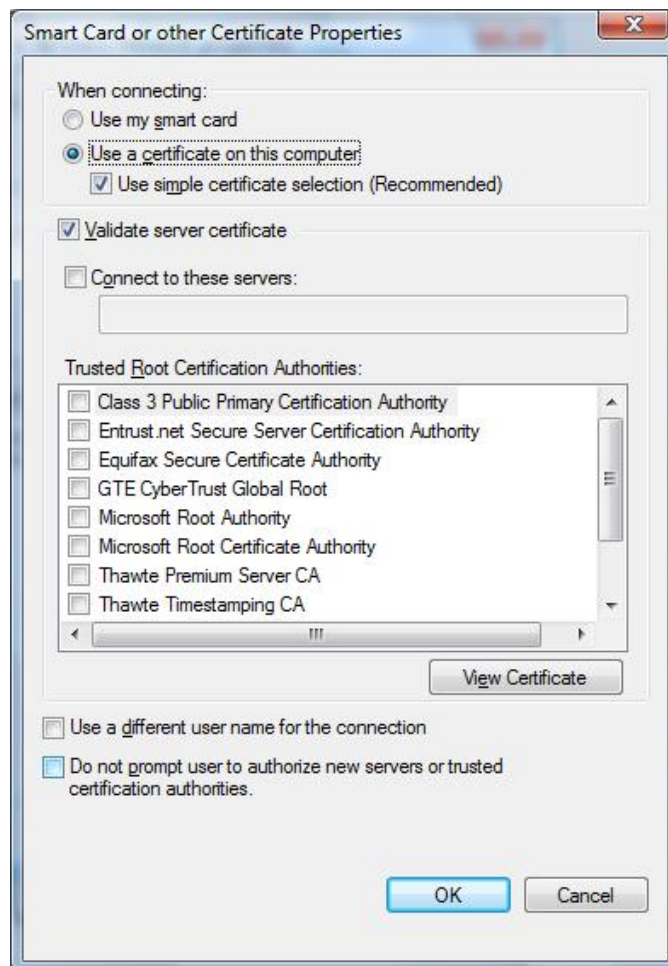 Smart Card or other Certificate Properties
When connecting:
Use my smart card
Use a certificate on this computer
Use simple certificate selection (Recommended)
Validate server certificate
Connect to these servers:
Trusted Root Certification Authorities:
Class 3 Public Primary Certification Authority
Entrust.net Secure Server Certification Authority
Equifax Secure Certificate Authority
GTE CyberTrust Global Root
Microsoft Root Authority
Microsoft Root Certificate Authority
Thawte Premium Server CA
Thawte Timestamping CA
View Certificate
Use a different user name for the connection
Do not prompt user to authorize new servers or trusted
certification authorities.
OK Cancel